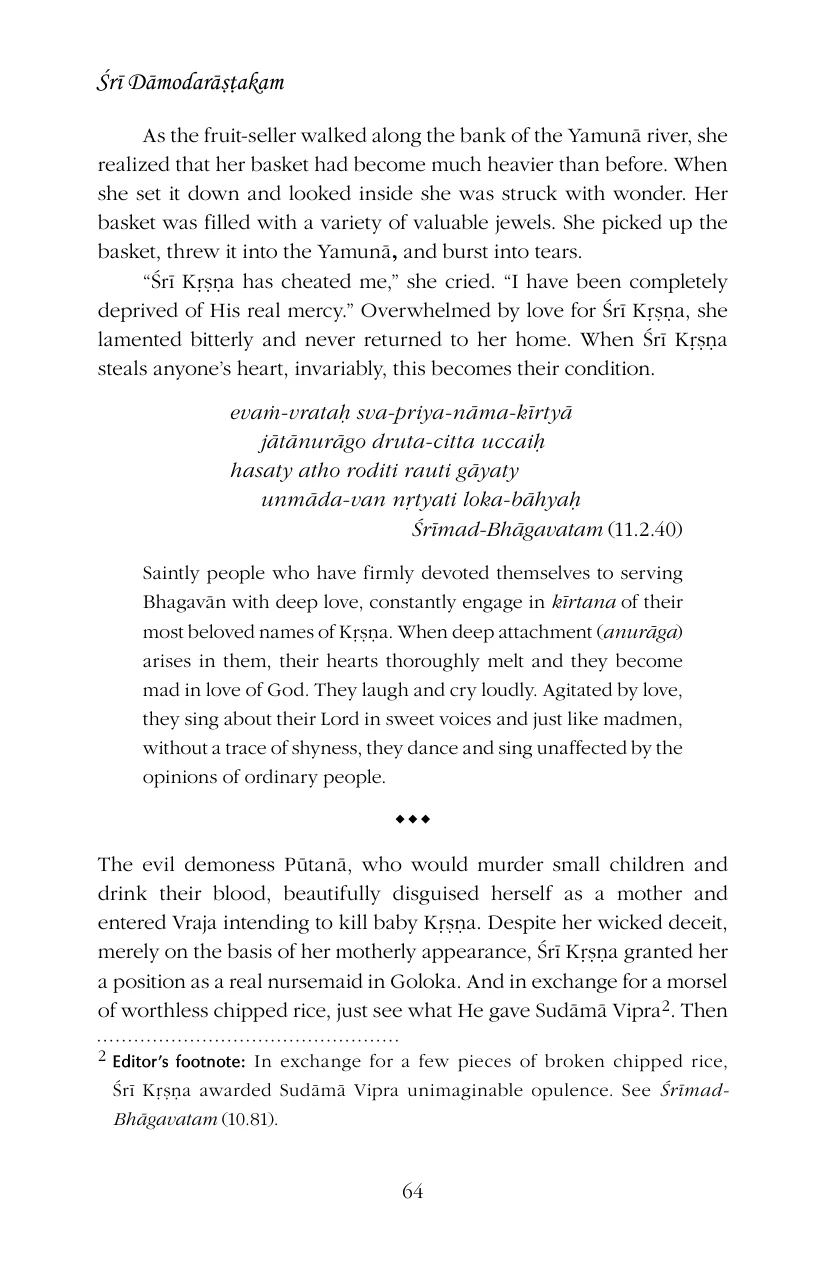 Śrī Dāmodarāṣṭakam
As the fruit-seller walked along the bank of the Yamunā river, she
realized that her basket had become much heavier than before. When
she set it down and looked inside she was struck with wonder. Her
basket was filled with a variety of valuable jewels. She picked up the
basket, threw it into the Yamunā, and burst into tears.
“Śrī Kṛṣṇa has cheated me,” she cried. “I have been completely
deprived of His real mercy.” Overwhelmed by love for Śrī Kṛṣṇa, she
lamented bitterly and never returned to her home. When Śrī Kṛṣṇa
steals anyone’s heart, invariably, this becomes their condition.
evaṁ-vrataḥ sva-priya-nāma-kīrtyā
jātānurāgo druta-citta uccaiḥ
hasaty atho roditi rauti gāyaty
unmāda-van nṛtyati loka-bāhyaḥ
Śrīmad-Bhāgavatam (11.2.40)
Saintly people who have firmly devoted themselves to serving
Bhagavān with deep love, constantly engage in kīrtana of their
most beloved names of Kṛṣṇa. When deep attachment (anurāga)
arises in them, their hearts thoroughly melt and they become
mad in love of God. They laugh and cry loudly. Agitated by love,
they sing about their Lord in sweet voices and just like madmen,
without a trace of shyness, they dance and sing unaffected by the
opinions of ordinary people.
◆◆◆
The evil demoness Pūtanā, who would murder small children and
drink their blood, beautifully disguised herself as a mother and
entered Vraja intending to kill baby Kṛṣṇa. Despite her wicked deceit,
merely on the basis of her motherly appearance, Śrī Kṛṣṇa granted her
a position as a real nursemaid in Goloka. And in exchange for a morsel
of worthless chipped rice, just see what He gave Sudāmā Vipra2. Then
2 Editor’s footnote: In exchange for a few pieces of broken chipped rice,
Śrī Kṛṣṇa awarded Sudāmā Vipra unimaginable opulence. See Śrīmad-
Bhāgavatam (10.81).
64